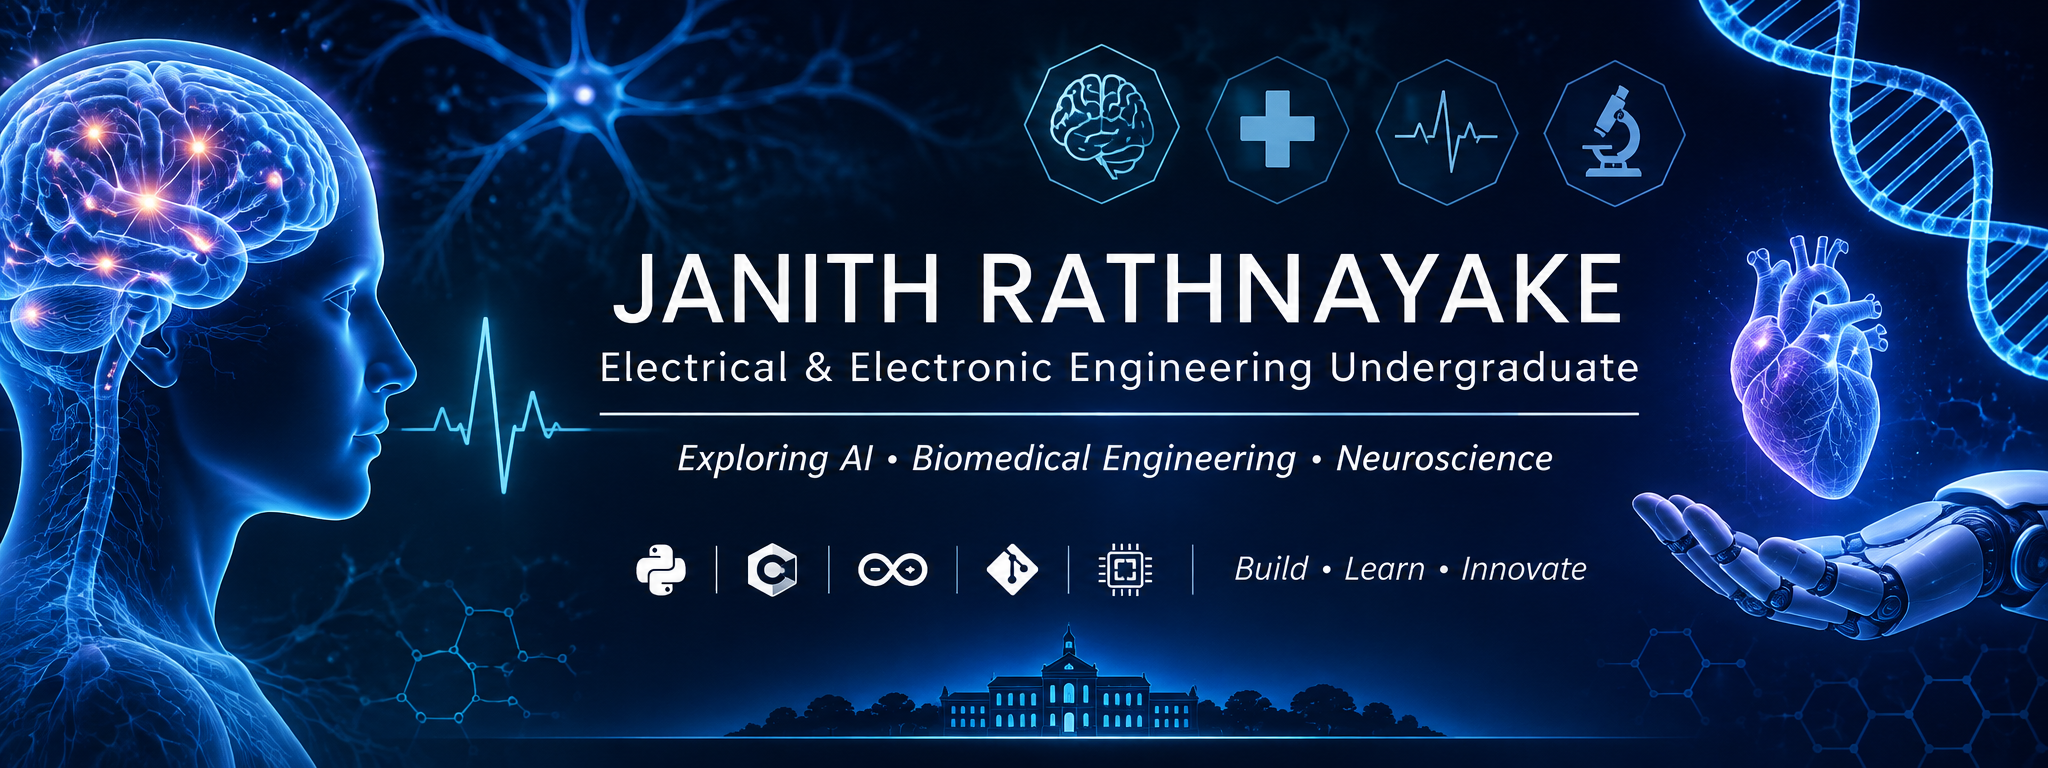 JANITH RATHNAYAKE
Electrical & Electronic Engineering Undergraduate
Exploring AI • Biomedical Engineering • Neuroscience
Build • Learn • Innovate